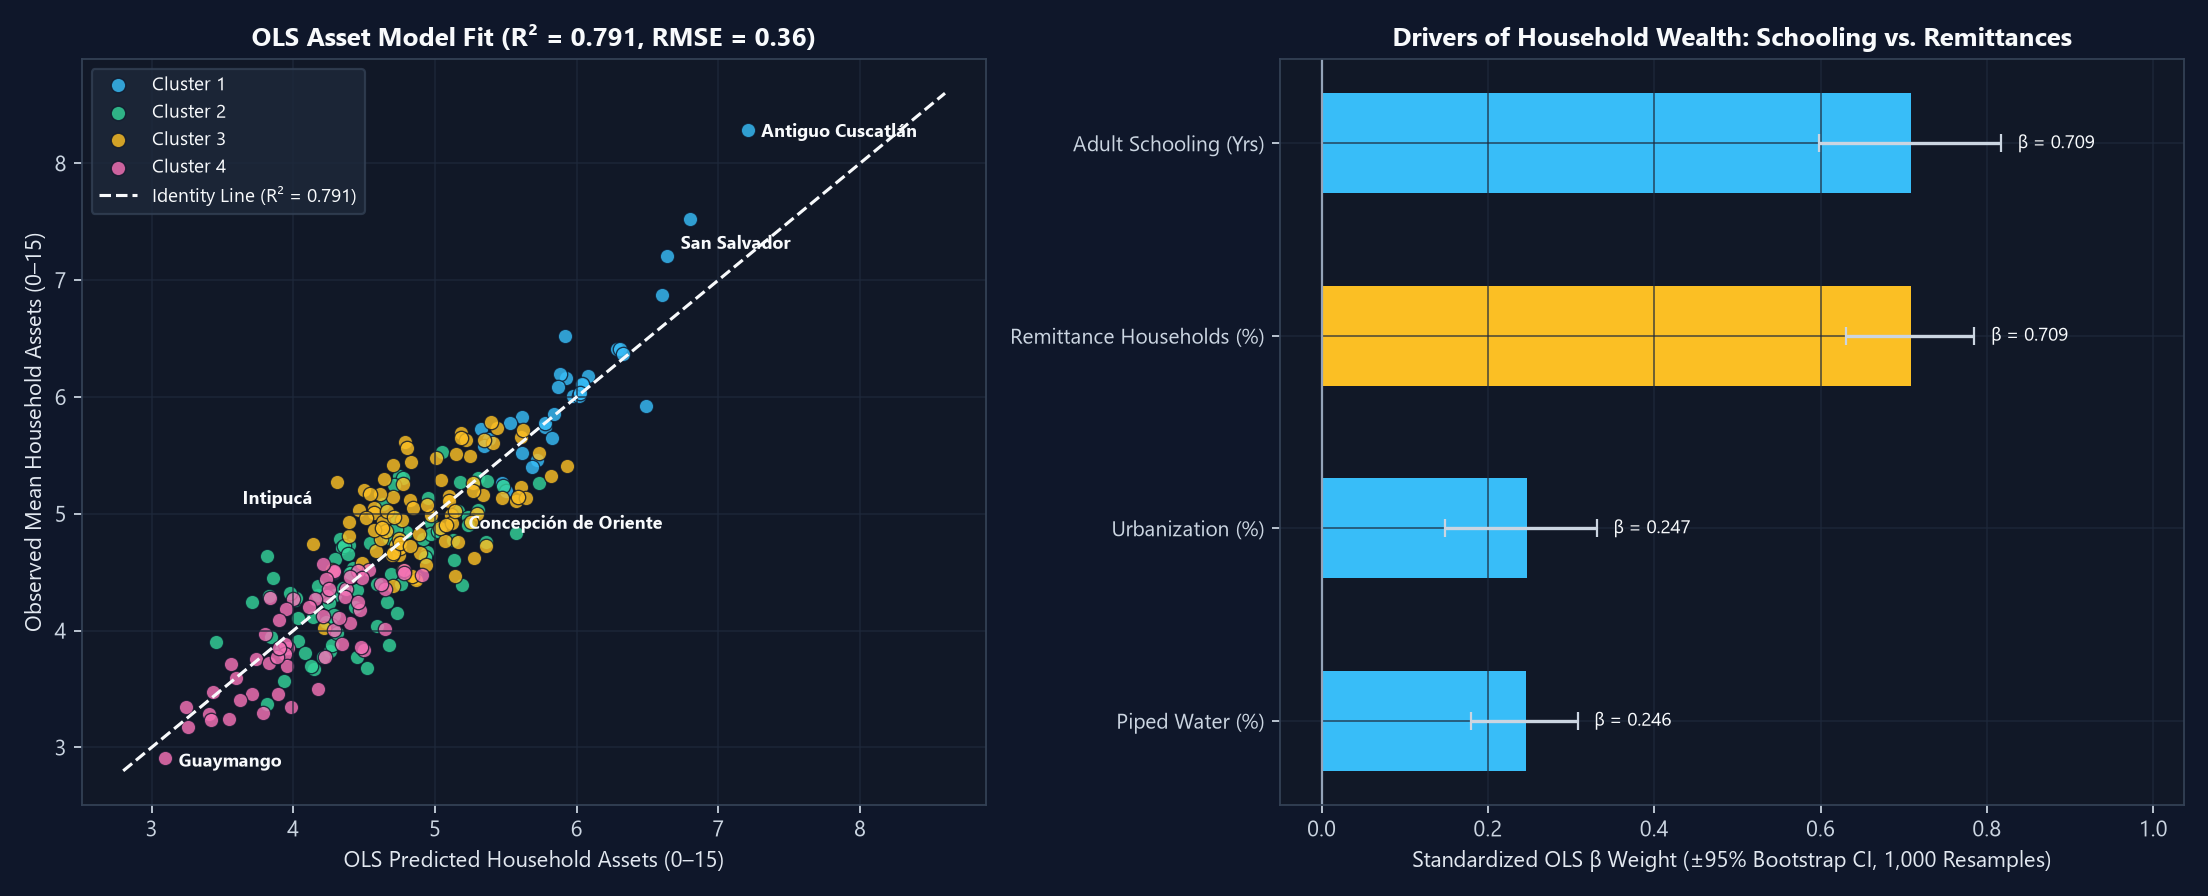 OLS Asset Model Fit (R² = 0.791, RMSE = 0.36)
Cluster 1
Cluster 2
Cluster 3
Cluster 4
Identity Line (R² = 0.791)
Antiguo Cuscatlán
San Salvador
Intipucá
Concepción de Oriente
Guaymango
Observed Mean Household Assets (0–15)
8
7
6
5
4
3
3 4 5 6 7 8
OLS Predicted Household Assets (0–15)
Drivers of Household Wealth: Schooling vs. Remittances
Adult Schooling (Yrs)
β = 0.709
Remittance Households (%)
β = 0.709
Urbanization (%)
β = 0.247
Piped Water (%)
β = 0.246
0.0 0.2 0.4 0.6 0.8 1.0
Standardized OLS β Weight (±95% Bootstrap CI, 1,000 Resamples)